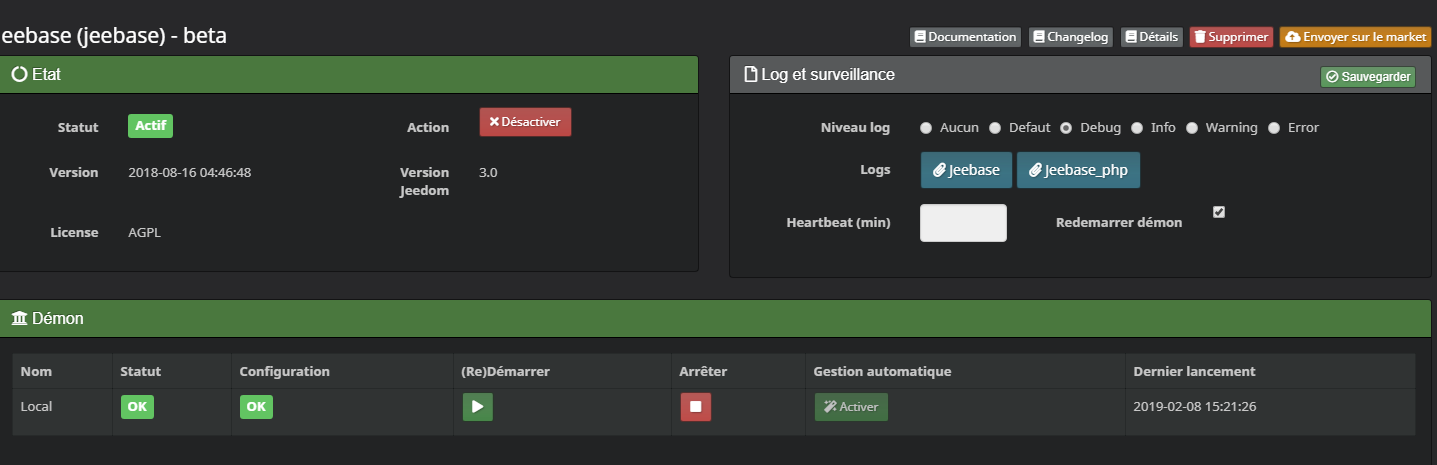 eebase (jeebase) - beta
Documentation Changelog Détails Supprimer Envoyer sur le market
Etat
Statut Actif Action Désactiver
Version 2018-08-16 04:46:48 Version Jeedom 3.0
License AGPL
Log et surveillance Sauvegarder
Niveau log Aucun Defaut Debug Info Warning Error
Logs Jeebase Jeebase_php
Heartbeat (min) Redemarrer démon
Démon
Nom Statut Configuration (Re)Démarrer Arrêter Gestion automatique Dernier lancement
Local OK OK Activer 2019-02-08 15:21:26